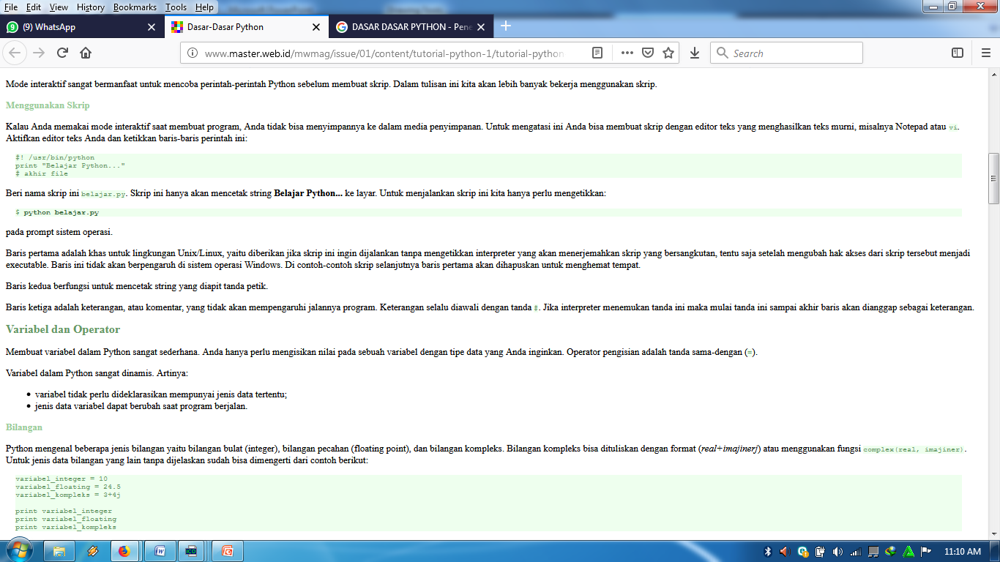 File Edit View History Bookmarks Tools Help
(9) WhatsApp
Dasar-Dasar Python
DASAR DASAR PYTHON - Pene
www.master.web.id/mwmag/issue/01/content/tutorial-python-1/tutorial-python
Search
Mode interaktif sangat bermanfaat untuk mencoba perintah-perintah Python sebelum membuat skrip. Dalam tulisan ini kita akan lebih banyak bekerja menggunakan skrip.
Menggunakan Skrip
Kalau Anda memakai mode interaktif saat membuat program, Anda tidak bisa menyimpannya ke dalam media penyimpanan. Untuk mengatasi ini Anda bisa membuat skrip dengan editor teks yang menghasilkan teks murni, misalnya Notepad atau vi.
Aktifkan editor teks Anda dan ketikkan baris-baris perintah ini:
#! /usr/bin/python
print "Belajar Python..."
# akhir file
Beri nama skrip ini belajar.py. Skrip ini hanya akan mencetak string Belajar Python... ke layar. Untuk menjalankan skrip ini kita hanya perlu mengetikkan:
$ python belajar.py
pada prompt sistem operasi.
Baris pertama adalah khas untuk lingkungan Unix/Linux, yaitu diberikan jika skrip ini ingin dijalankan tanpa mengetikkan interpreter yang akan menerjemahkan skrip yang bersangkutan, tentu saja setelah mengubah hak akses dari skrip tersebut menjadi
executable. Baris ini tidak akan berpengaruh di sistem operasi Windows. Di contoh-contoh skrip selanjutnya baris pertama akan dihapuskan untuk menghemat tempat.
Baris kedua berfungsi untuk mencetak string yang diapit tanda petik.
Baris ketiga adalah keterangan, atau komentar, yang tidak akan mempengaruhi jalannya program. Keterangan selalu diawali dengan tanda #. Jika interpreter menemukan tanda ini maka mulai tanda ini sampai akhir baris akan dianggap sebagai keterangan.
Variabel dan Operator
Membuat variabel dalam Python sangat sederhana. Anda hanya perlu mengisikan nilai pada sebuah variabel dengan tipe data yang Anda inginkan. Operator pengisian adalah tanda sama-dengan (=).
Variabel dalam Python sangat dinamis. Artinya:
• variabel tidak perlu dideklarasikan mempunyai jenis data tertentu;
• jenis data variabel dapat berubah saat program berjalan.
Bilangan
Python mengenal beberapa jenis bilangan yaitu bilangan bulat (integer), bilangan pecahan (floating point), dan bilangan kompleks. Bilangan kompleks bisa dituliskan dengan format (real+imajinerj) atau menggunakan fungsi complex(real, imajiner).
Untuk jenis data bilangan yang lain tanpa dijelaskan sudah bisa dimengerti dari contoh berikut:
variabel_integer = 10
variabel_floating = 24.5
variabel_kompleks = 3+4j
print variabel_integer
print variabel_floating
print variabel_kompleks
11:10 AM